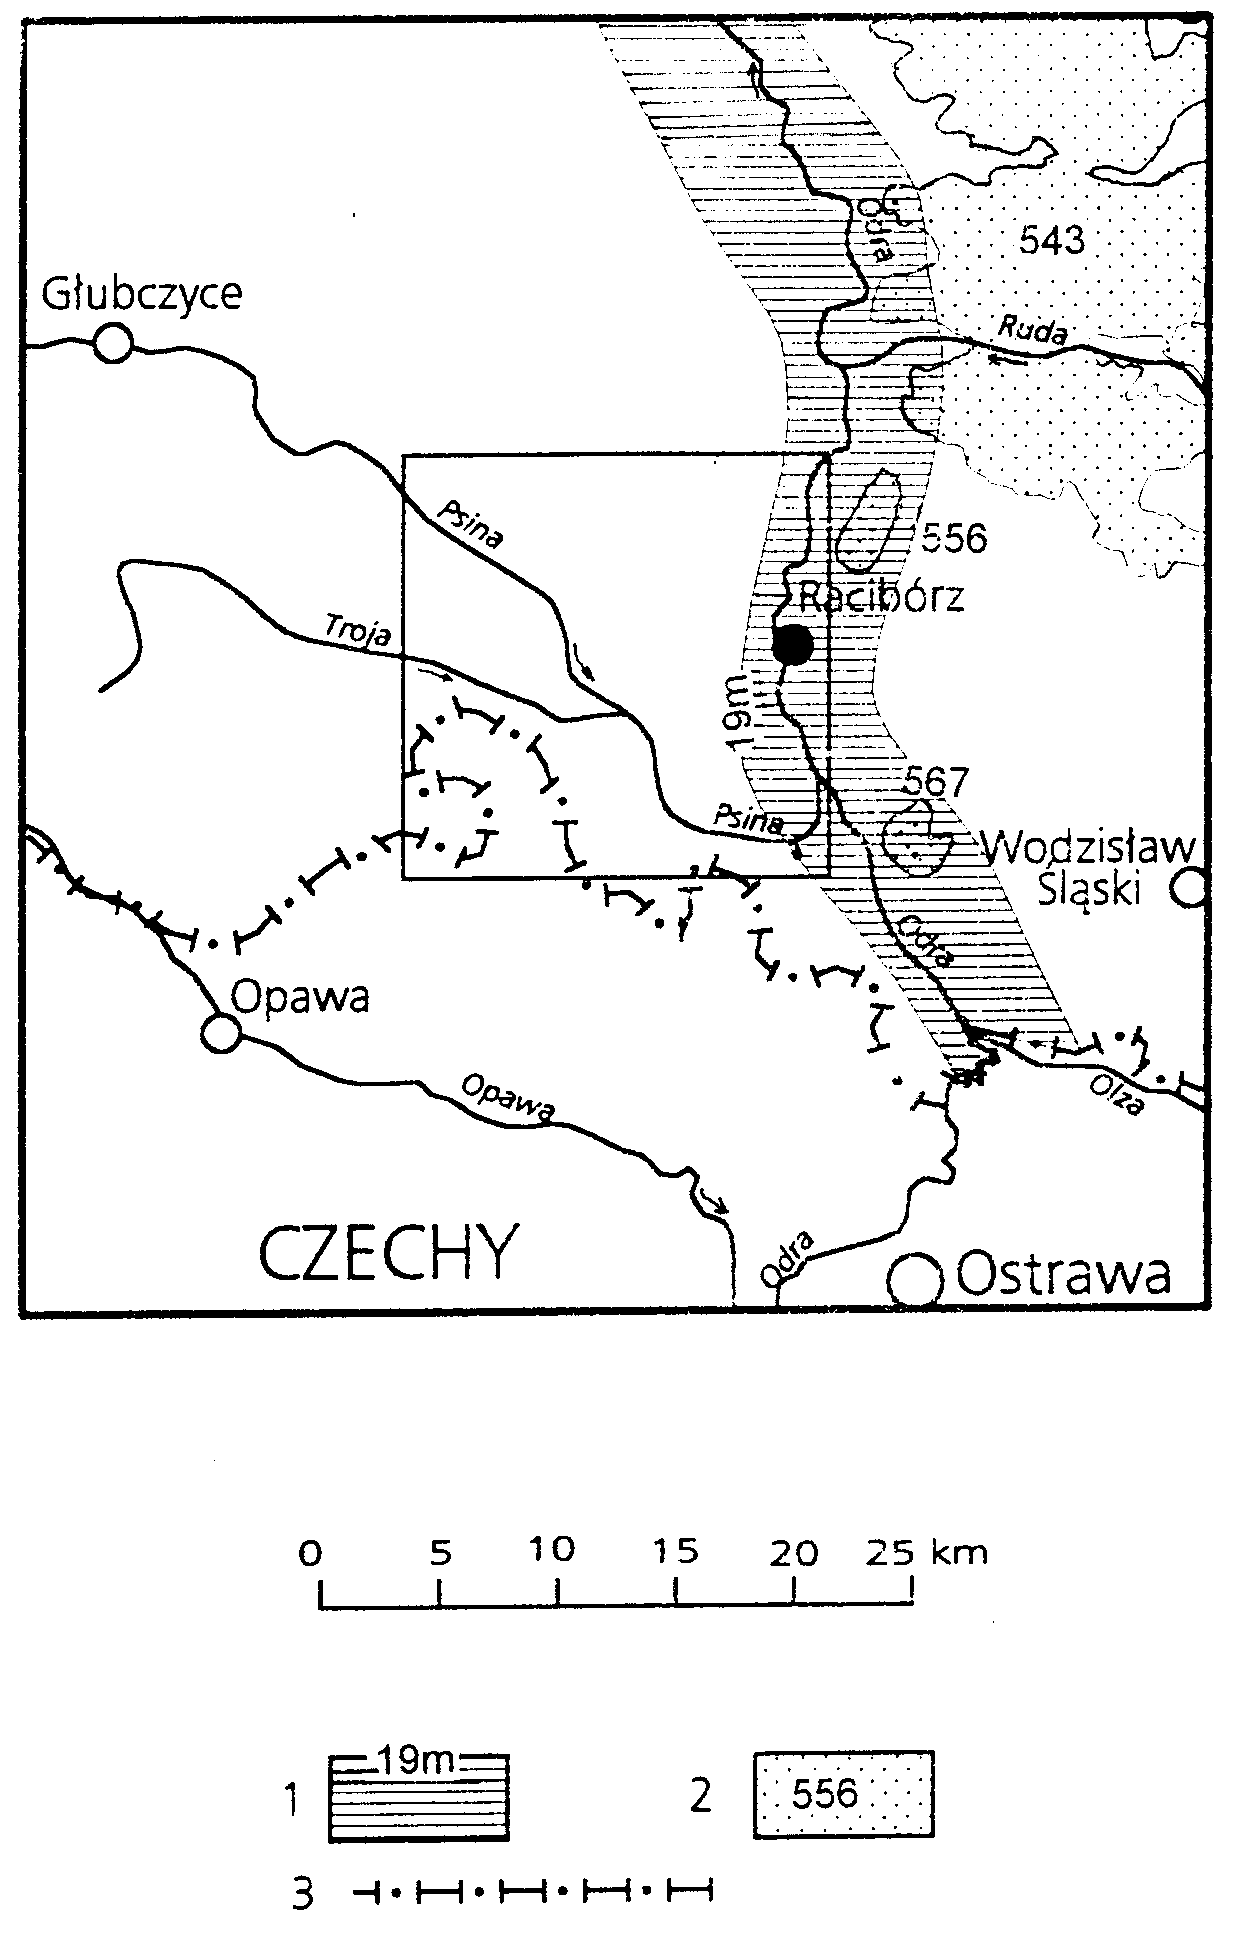 Odra
543
Głubczyce
Ruda
Psina
556
Racibórz
Troja
19m
567
Psina
Wodzisław
Śląski
Odra
Opawa
Opawa
Olza
CZECHY
Odra
Ostrawa
0 5 10 15 20 25 km
1 19m 2 556
3